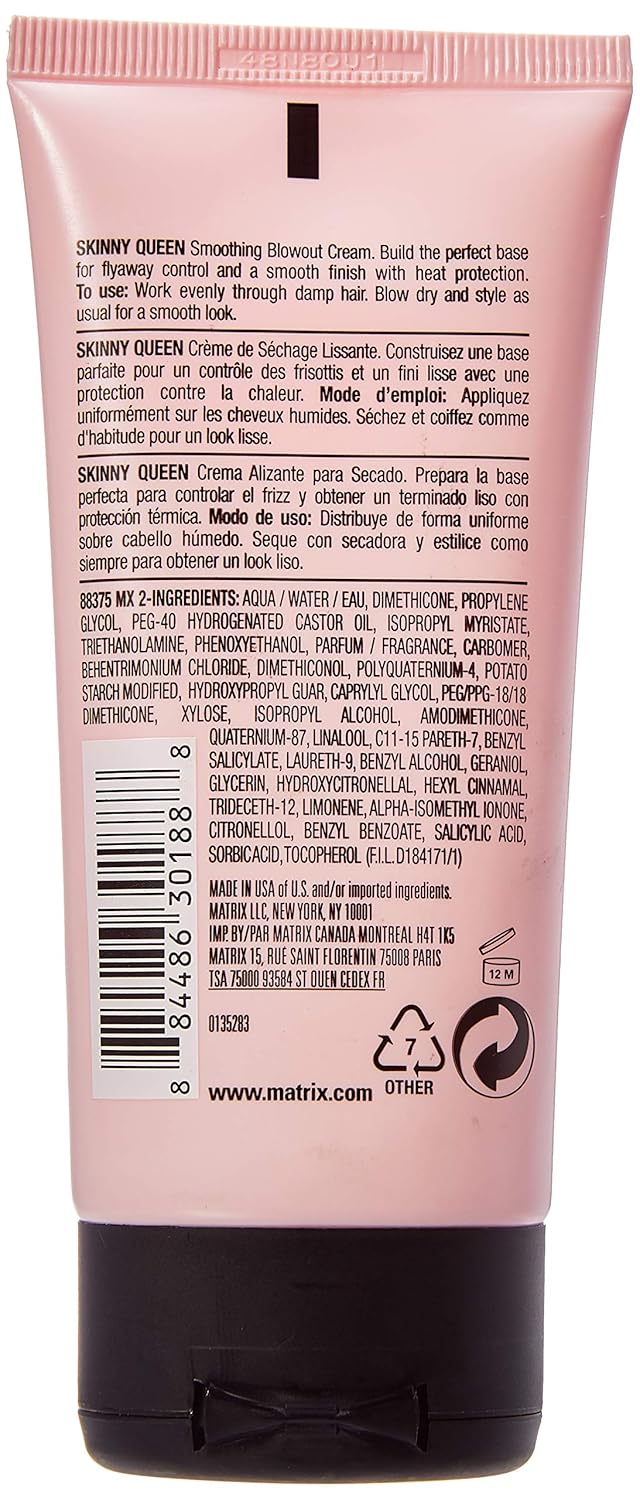 48N80U1
SKINNY QUEEN Smoothing Blowout Cream. Build the perfect base
for flyaway control and a smooth finish with heat protection.
To use: Work evenly through damp hair. Blow dry and style as
usual for a smooth look.
SKINNY QUEEN Crème de Séchage Lissante. Construisez une base
parfaite pour un contrôle des frisottis et un fini lisse avec une
protection contre la chaleur. Mode d'emploi: Appliquez
uniformément sur les cheveux humides. Séchez et coiffez comme
d'habitude pour un look lisse.
SKINNY QUEEN Crema Alizante para Secado. Prepara la base
perfecta para controlar el frizz y obtener un terminado liso con
protección térmica. Modo de uso: Distribuye de forma uniforme
sobre cabello húmedo. Seque con secadora y estilice como
siempre para obtener un look liso.
88375 MX 2-INGREDIENTS: AQUA / WATER / EAU, DIMETHICONE, PROPYLENE
GLYCOL, PEG-40 HYDROGENATED CASTOR OIL, ISOPROPYL MYRISTATE,
TRIETHANOLAMINE, PHENOXYETHANOL, PARFUM / FRAGRANCE, CARBOMER,
BEHENTRIMONIUM CHLORIDE, DIMETHICONOL, POLYQUATERNIUM-4, POTATO
STARCH MODIFIED, HYDROXYPROPYL GUAR, CAPRYLYL GLYCOL, PEG/PPG-18/18
DIMETHICONE, XYLOSE, ISOPROPYL ALCOHOL, AMODIMETHICONE,
QUATERNIUM-87, LINALOOL, C11-15 PARETH-7, BENZYL
SALICYLATE, LAURETH-9, BENZYL ALCOHOL, GERANIOL,
GLYCERIN, HYDROXYCITRONELLAL, HEXYL CINNAMAL,
TRIDECETH-12, LIMONENE, ALPHA-ISOMETHYL IONONE,
CITRONELLOL, BENZYL BENZOATE, SALICYLIC ACID,
SORBIC ACID, TOCOPHEROL (F.I.L. D184171/1)
8 84486 30188 8
MADE IN USA of U.S. and/or imported ingredients.
MATRIX LLC, NEW YORK, NY 10001
IMP BY/PAR MATRIX CANADA MONTREAL H4T 1K5
MATRIX 15, RUE SAINT FLORENTIN 75008 PARIS
TSA 75000 93584 ST OUEN CEDEX FR
12 M
0135283
7
OTHER
www.matrix.com